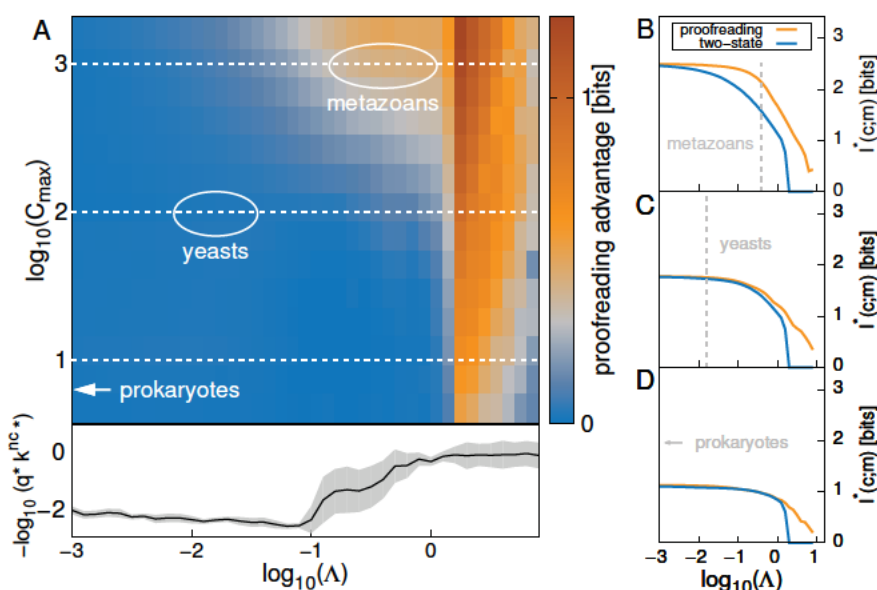 A
3
2
1
log10(Cmax)
metazoans
yeasts
prokaryotes
1
0
proofreading advantage [bits]
0
−2
−log10 (q* k^nc *)
−3
−2
−1
0
log10(Λ)
B
proofreading
two-state
metazoans
3
2
1
0
I*(c;m) [bits]
C
yeasts
3
2
1
0
I*(c;m) [bits]
D
prokaryotes
3
2
1
0
I*(c;m) [bits]
−3
−2
−1
0
1
log10(Λ)